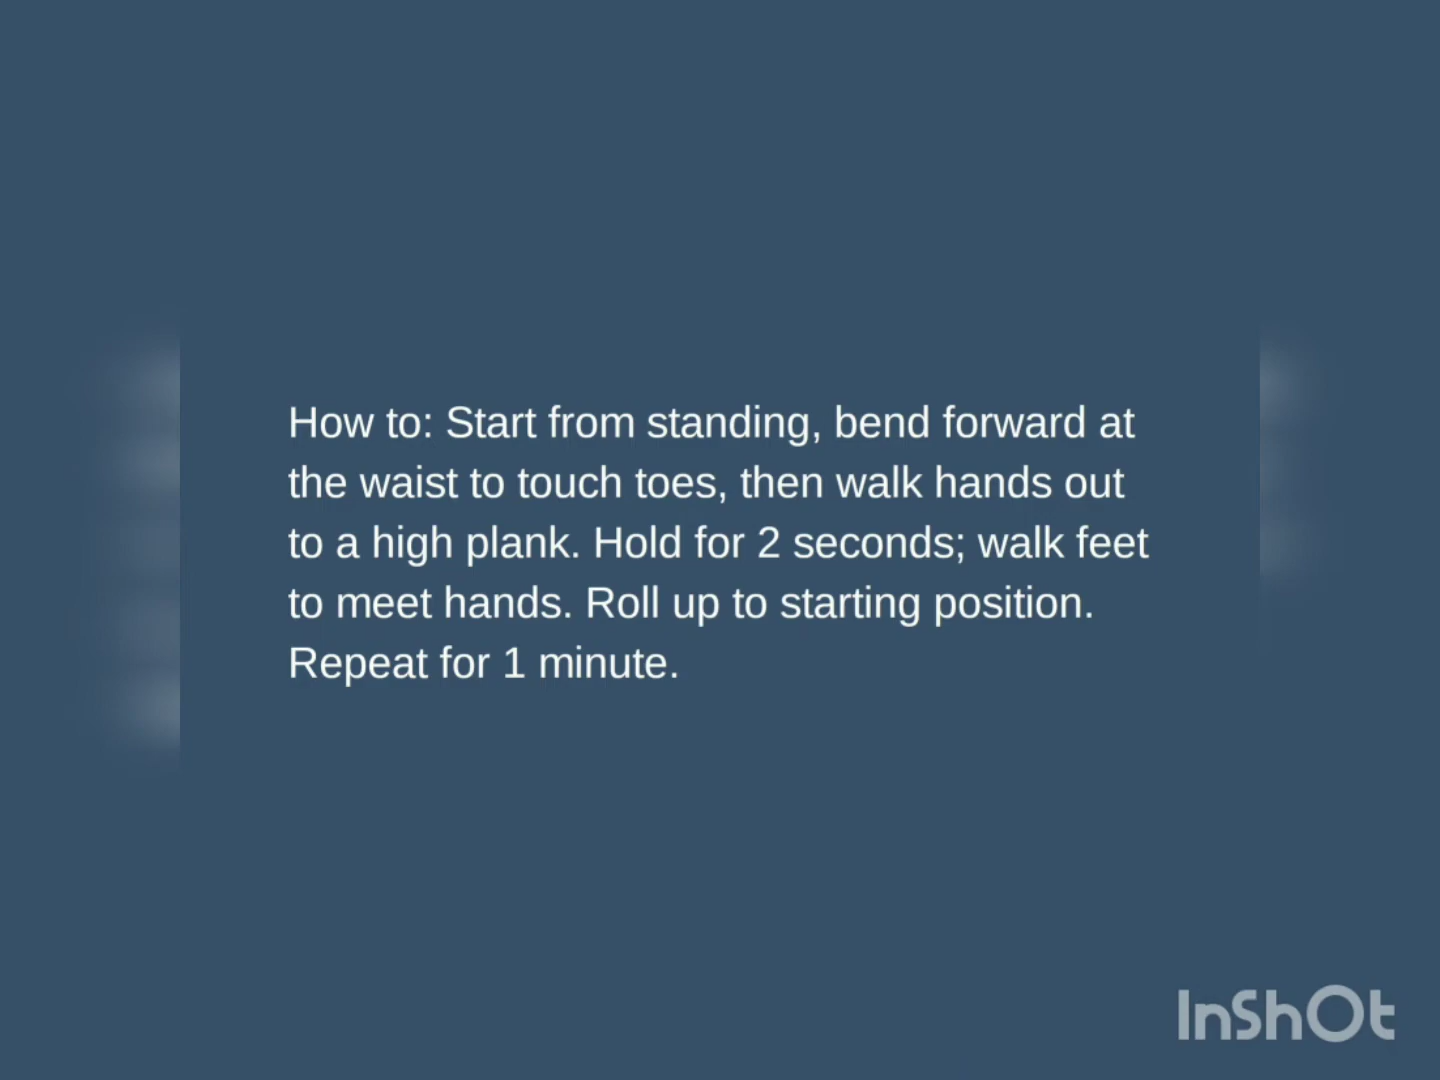 How to: Start from standing, bend forward at
the waist to touch toes, then walk hands out
to a high plank. Hold for 2 seconds; walk feet
to meet hands. Roll up to starting position.
Repeat for 1 minute.
InShOt